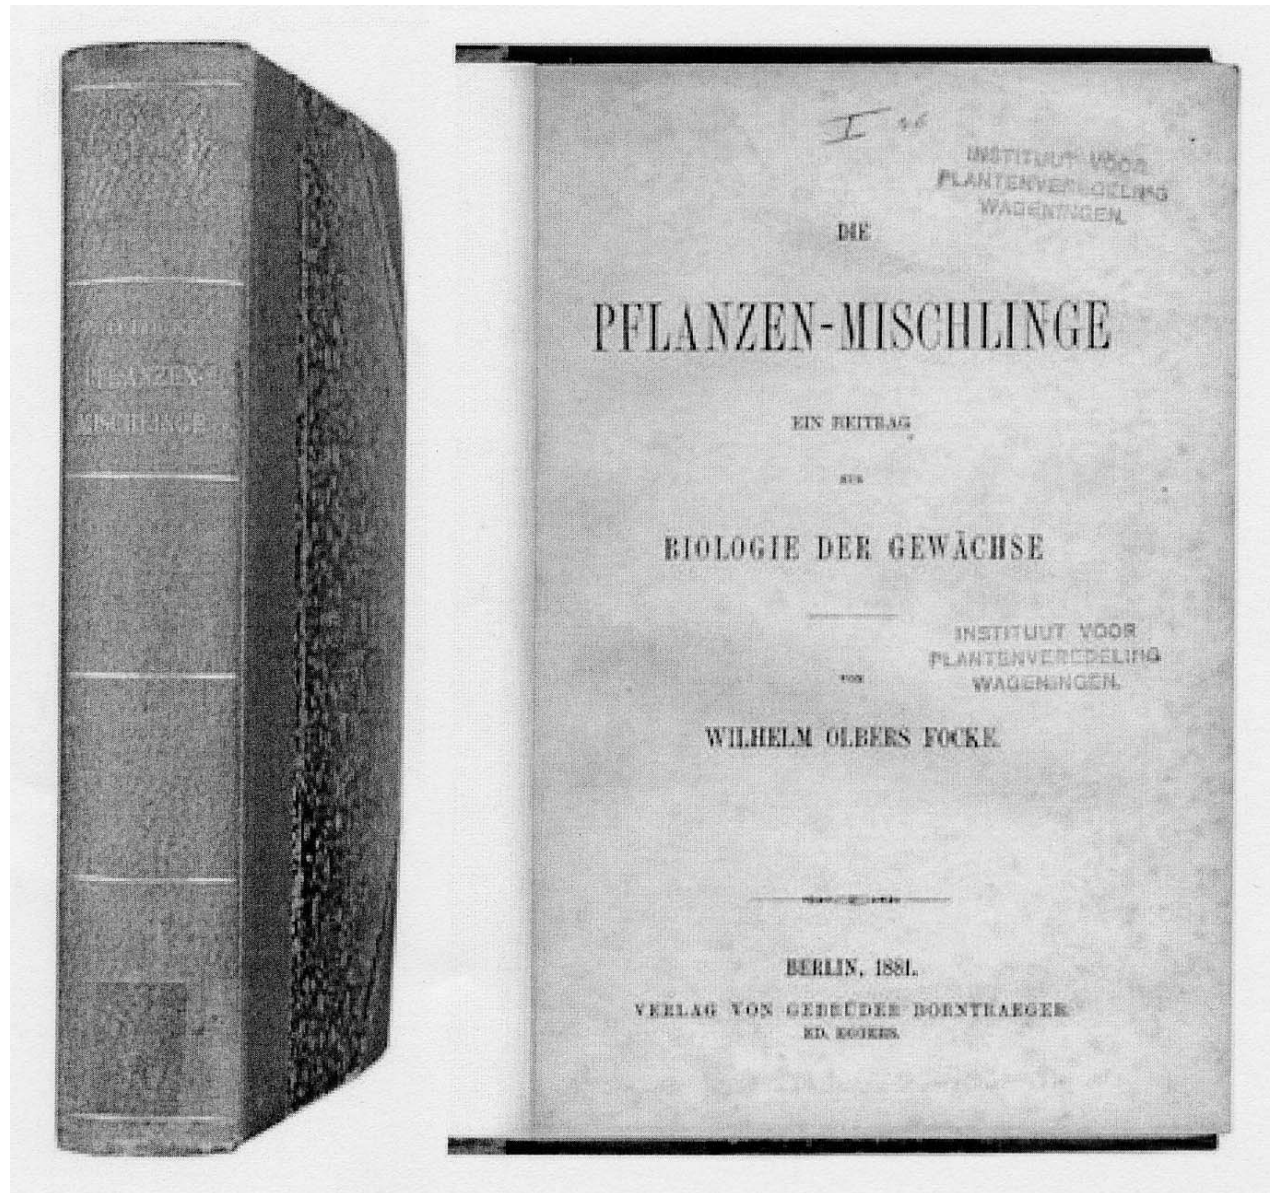 PFLANZEN-
MISCHLINGE
I
INSTITUUT VOOR
PLANTENVEREDELING
WAGENINGEN.
DIE
PFLANZEN-MISCHLINGE
EIN BEITRAG
ZUR
BIOLOGIE DER GEWÄCHSE
INSTITUUT VOOR
PLANTENVEREDELING
WAGENINGEN.
VON
WILHELM OLBERS FOCKE.
BERLIN, 1881.
VERLAG VON GEBRÜDER BORNTRAEGER
ED. EGGERS.